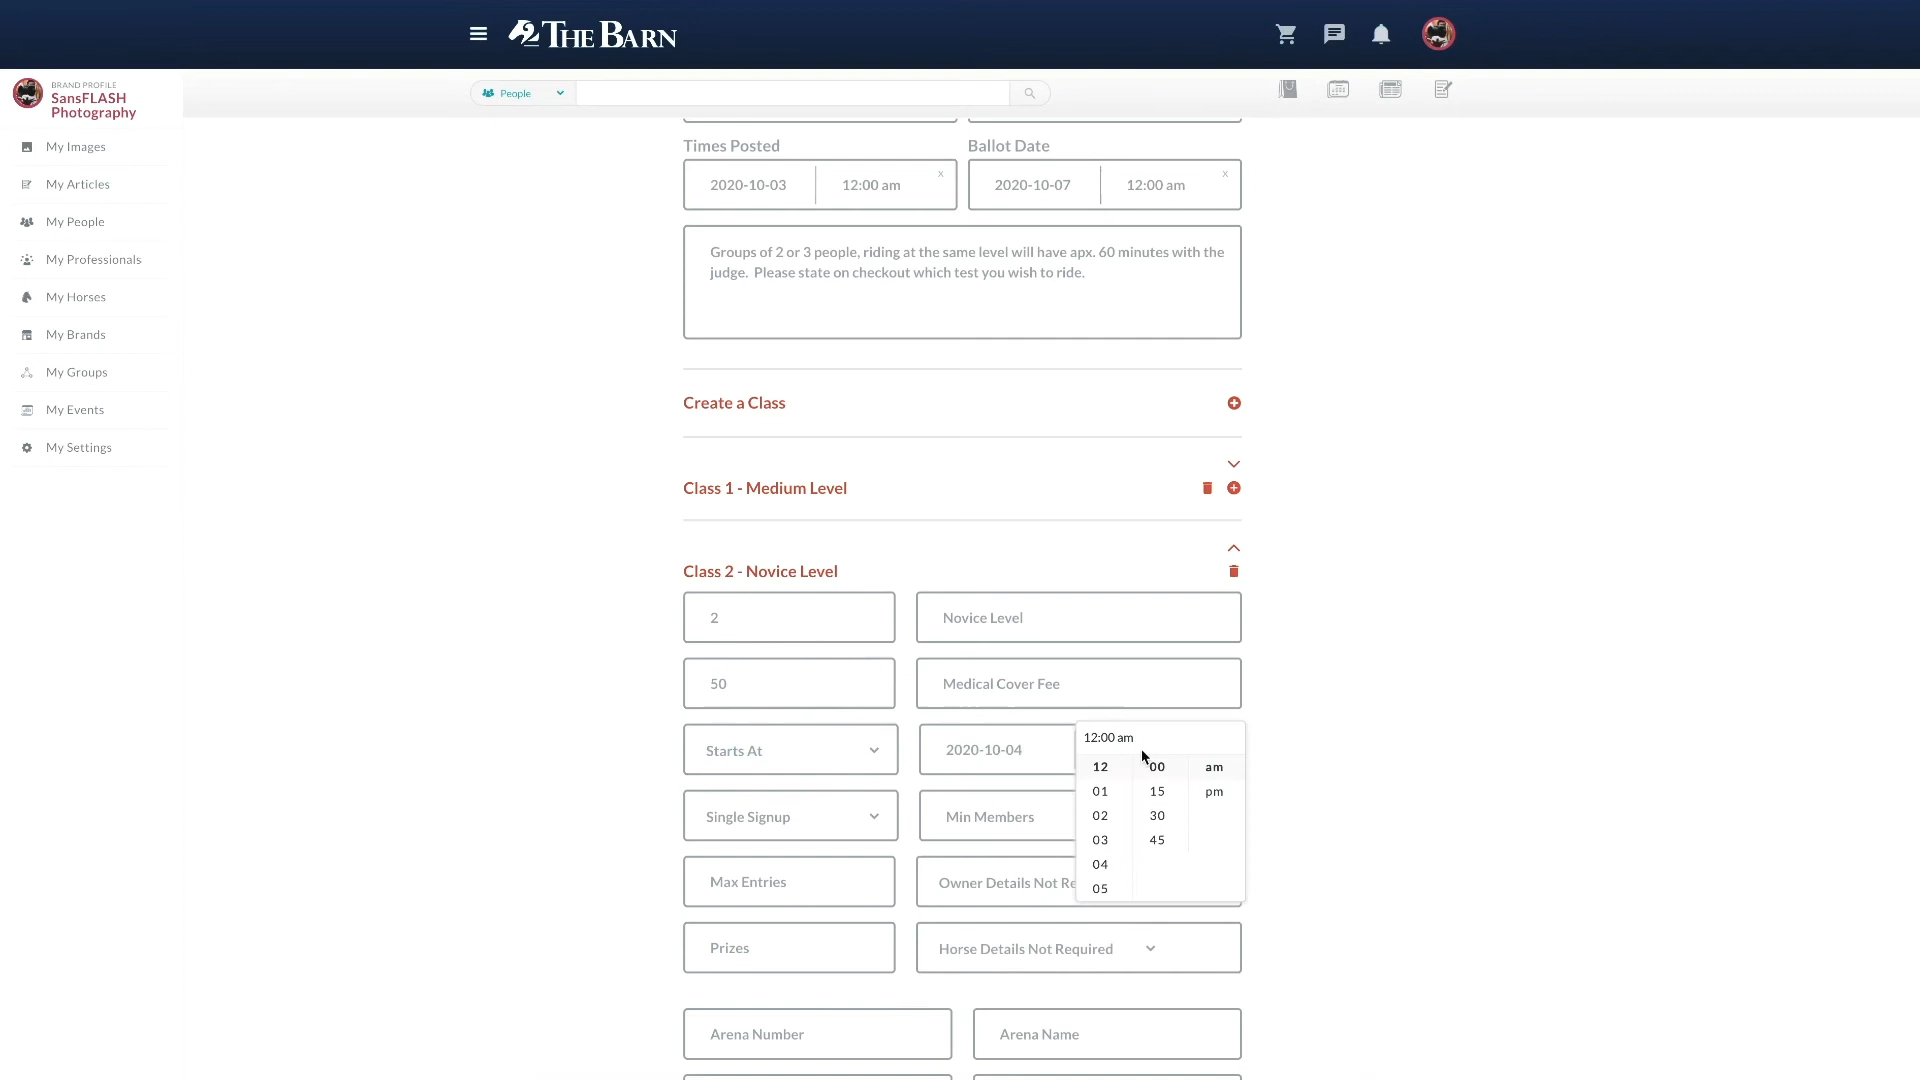 THE BARN
BRAND PROFILE
SansFLASH
Photography
People
My Images
My Articles
My People
My Professionals
My Horses
My Brands
My Groups
My Events
My Settings
Times Posted
Ballot Date
2020-10-03
12:00 am
x
2020-10-07
12:00 am
x
Groups of 2 or 3 people, riding at the same level will have apx. 60 minutes with the
judge. Please state on checkout which test you wish to ride.
Create a Class
Class 1 - Medium Level
Class 2 - Novice Level
2
Novice Level
50
Medical Cover Fee
Starts At
2020-10-04
12:00 am
12 00 am
01 15 pm
02 30
03 45
04
05
Single Signup
Min Members
Max Entries
Owner Details Not Re
Prizes
Horse Details Not Required
Arena Number
Arena Name